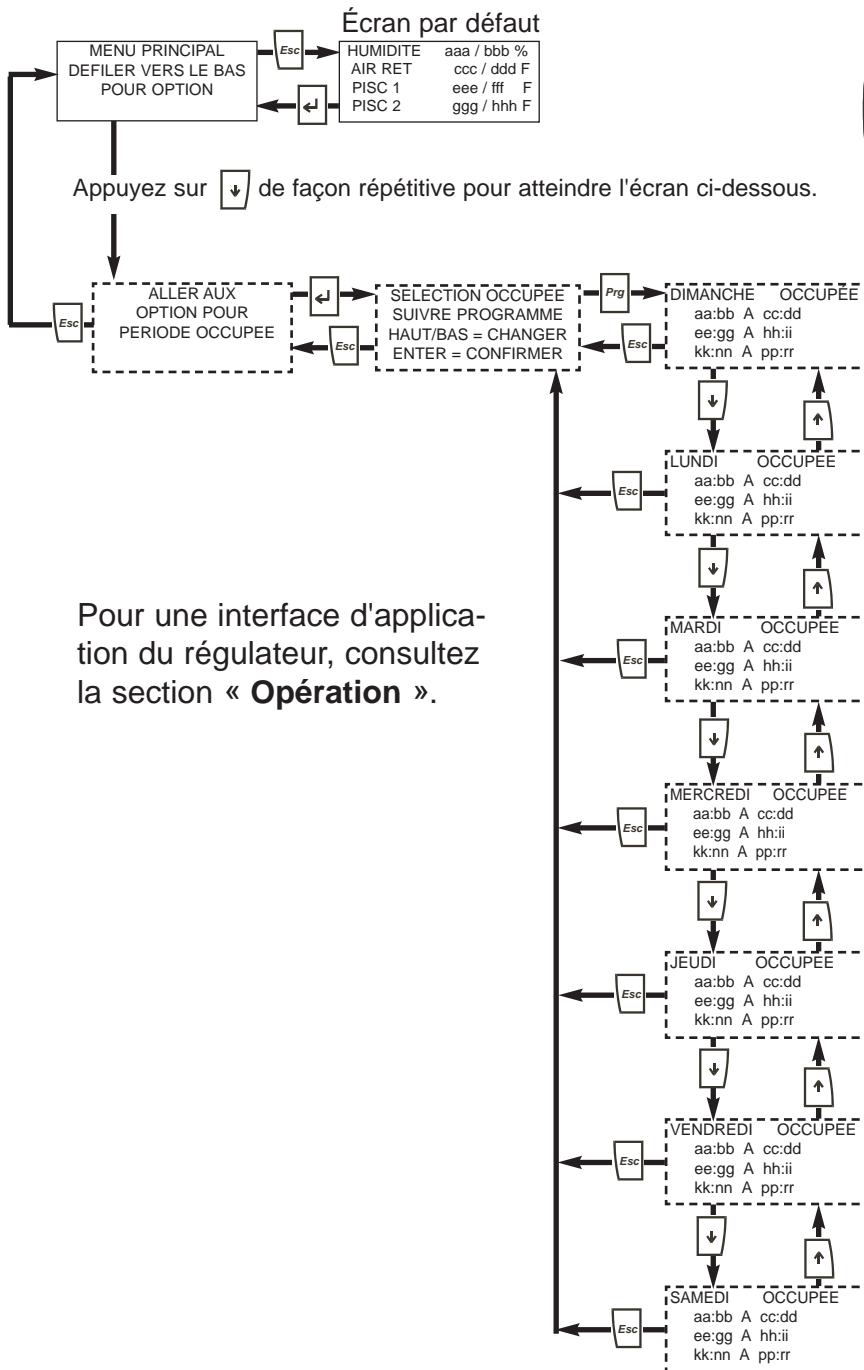 Écran par défaut
MENU PRINCIPAL
DEFILER VERS LE BAS
POUR OPTION
Esc
HUMIDITE aaa / bbb %
AIR RET ccc / ddd F
PISC 1 eee / fff F
PISC 2 ggg / hhh F
Appuyez sur ↓ de façon répétitive pour atteindre l'écran ci-dessous.
Esc
ALLER AUX
OPTION POUR
PERIODE OCCUPEE
Esc
SELECTION OCCUPEE
SUIVRE PROGRAMME
HAUT/BAS = CHANGER
ENTER = CONFIRMER
Prg
Esc
DIMANCHE OCCUPEE
aa:bb A cc:dd
ee:gg A hh:ii
kk:nn A pp:rr
Esc
LUNDI OCCUPEE
aa:bb A cc:dd
ee:gg A hh:ii
kk:nn A pp:rr
Pour une interface d'applica-
tion du régulateur, consultez
la section « Opération ».
Esc
MARDI OCCUPEE
aa:bb A cc:dd
ee:gg A hh:ii
kk:nn A pp:rr
Esc
MERCREDI OCCUPEE
aa:bb A cc:dd
ee:gg A hh:ii
kk:nn A pp:rr
Esc
JEUDI OCCUPEE
aa:bb A cc:dd
ee:gg A hh:ii
kk:nn A pp:rr
Esc
VENDREDI OCCUPEE
aa:bb A cc:dd
ee:gg A hh:ii
kk:nn A pp:rr
Esc
SAMEDI OCCUPEE
aa:bb A cc:dd
ee:gg A hh:ii
kk:nn A pp:rr